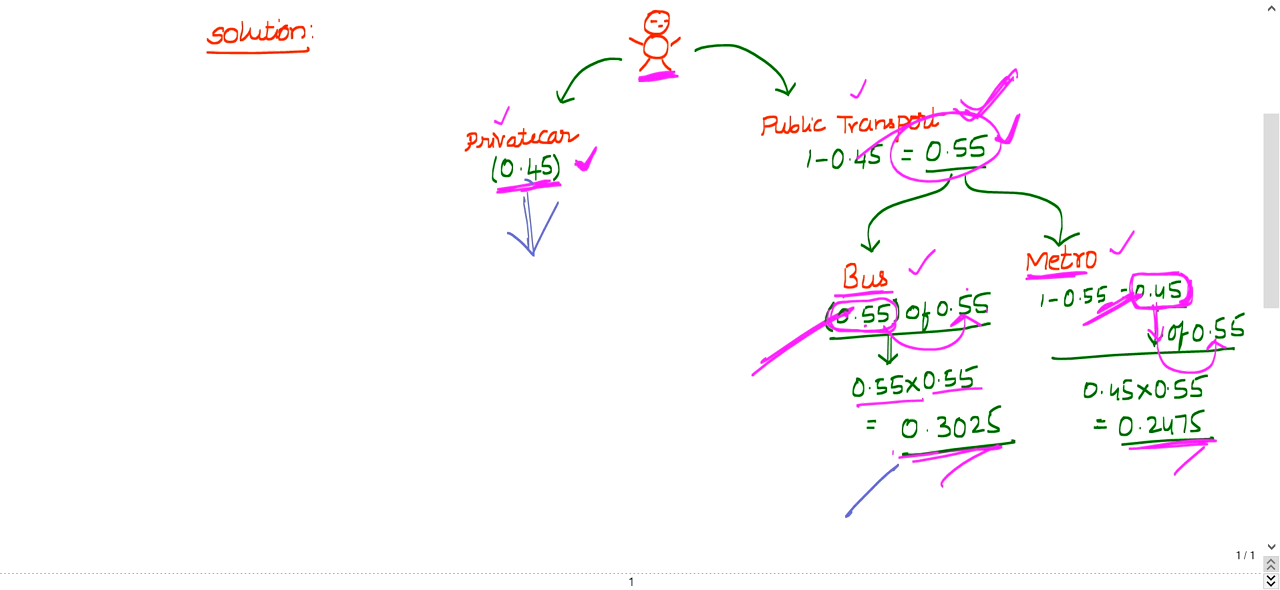 Solution:
Private car
(0.45)
Public Transport
1-0.45 = 0.55
Bus
(0.55) of 0.55
0.55x0.55
= 0.3025
Metro
1-0.55 = 0.45
of 0.55
0.45x0.55
= 0.2475
1 / 1
1